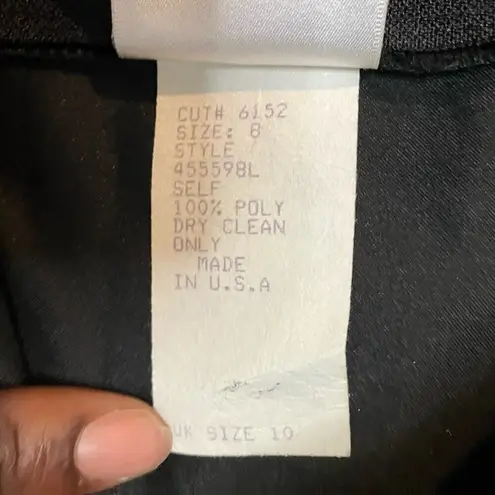 CUT# 6152
SIZE: 8
STYLE
455598L
SELF
100% POLY
DRY CLEAN
ONLY
MADE
IN U.S.A
UK SIZE 10